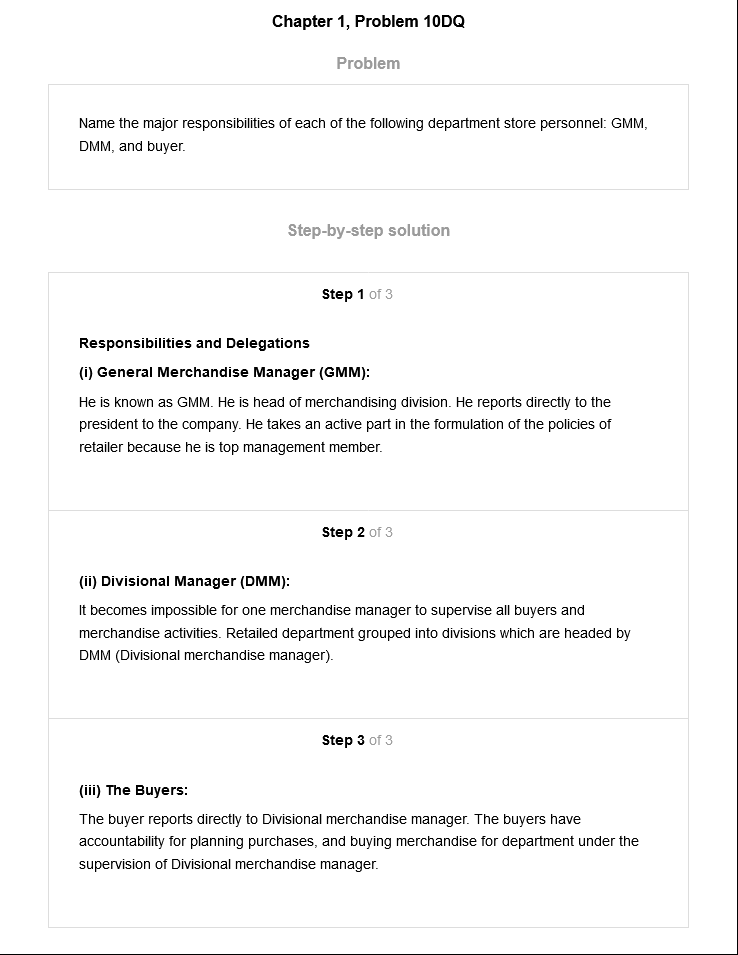 Chapter 1, Problem 10DQ
Problem
Name the major responsibilities of each of the following department store personnel: GMM,
DMM, and buyer.
Step-by-step solution
Step 1 of 3
Responsibilities and Delegations
(i) General Merchandise Manager (GMM):
He is known as GMM. He is head of merchandising division. He reports directly to the
president to the company. He takes an active part in the formulation of the policies of
retailer because he is top management member.
Step 2 of 3
(ii) Divisional Manager (DMM):
It becomes impossible for one merchandise manager to supervise all buyers and
merchandise activities. Retailed department grouped into divisions which are headed by
DMM (Divisional merchandise manager).
Step 3 of 3
(iii) The Buyers:
The buyer reports directly to Divisional merchandise manager. The buyers have
accountability for planning purchases, and buying merchandise for department under the
supervision of Divisional merchandise manager.